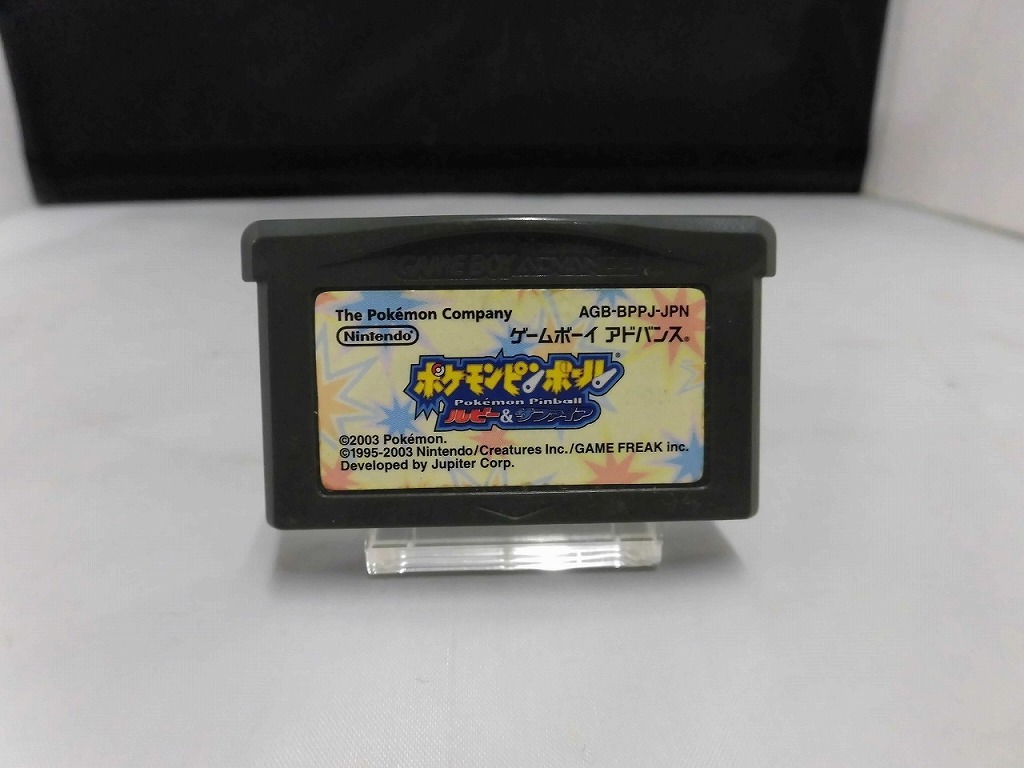 GAME BOY ADVANCE
The Pokémon Company
AGB-BPPJ-JPN
Nintendo®
ゲームボーイ アドバンス®
ポケモンピンボール®
Pokémon Pinball
ルビー&サファイア
©2003 Pokémon.
©1995-2003 Nintendo/Creatures Inc./GAME FREAK inc.
Developed by Jupiter Corp.